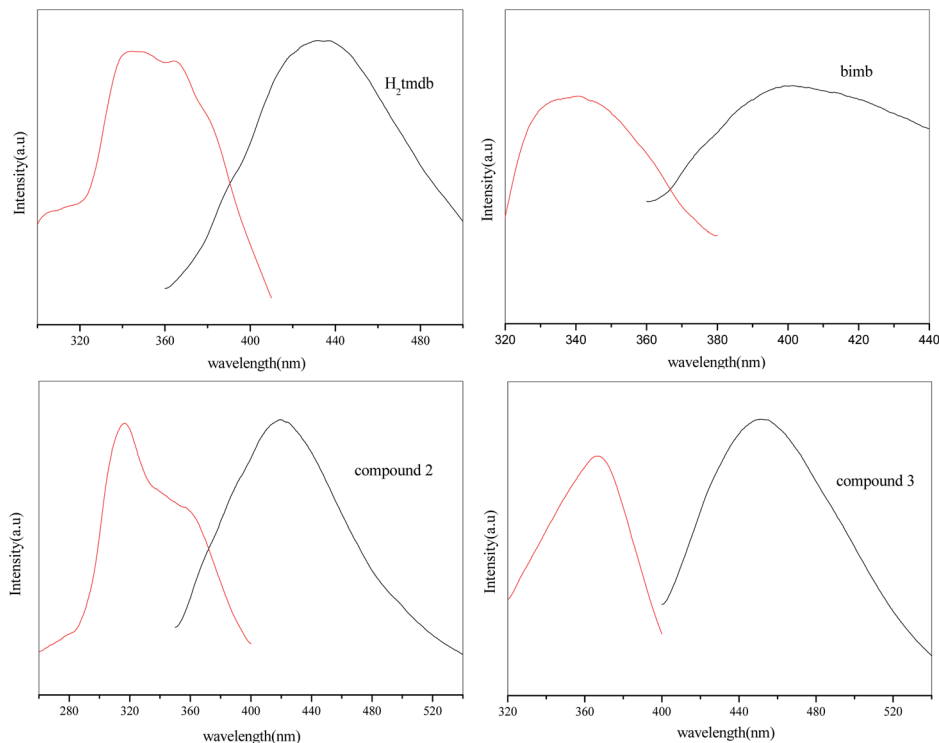 H₂tmdb
Intensity(a.u)
320 360 400 440 480
wavelength(nm)
bimb
Intensity(a.u)
320 340 360 380 400 420 440
wavelength(nm)
compound 2
Intensity(a.u)
280 320 360 400 440 480 520
wavelength(nm)
compound 3
Intensity(a.u)
320 360 400 440 480 520
wavelength(nm)